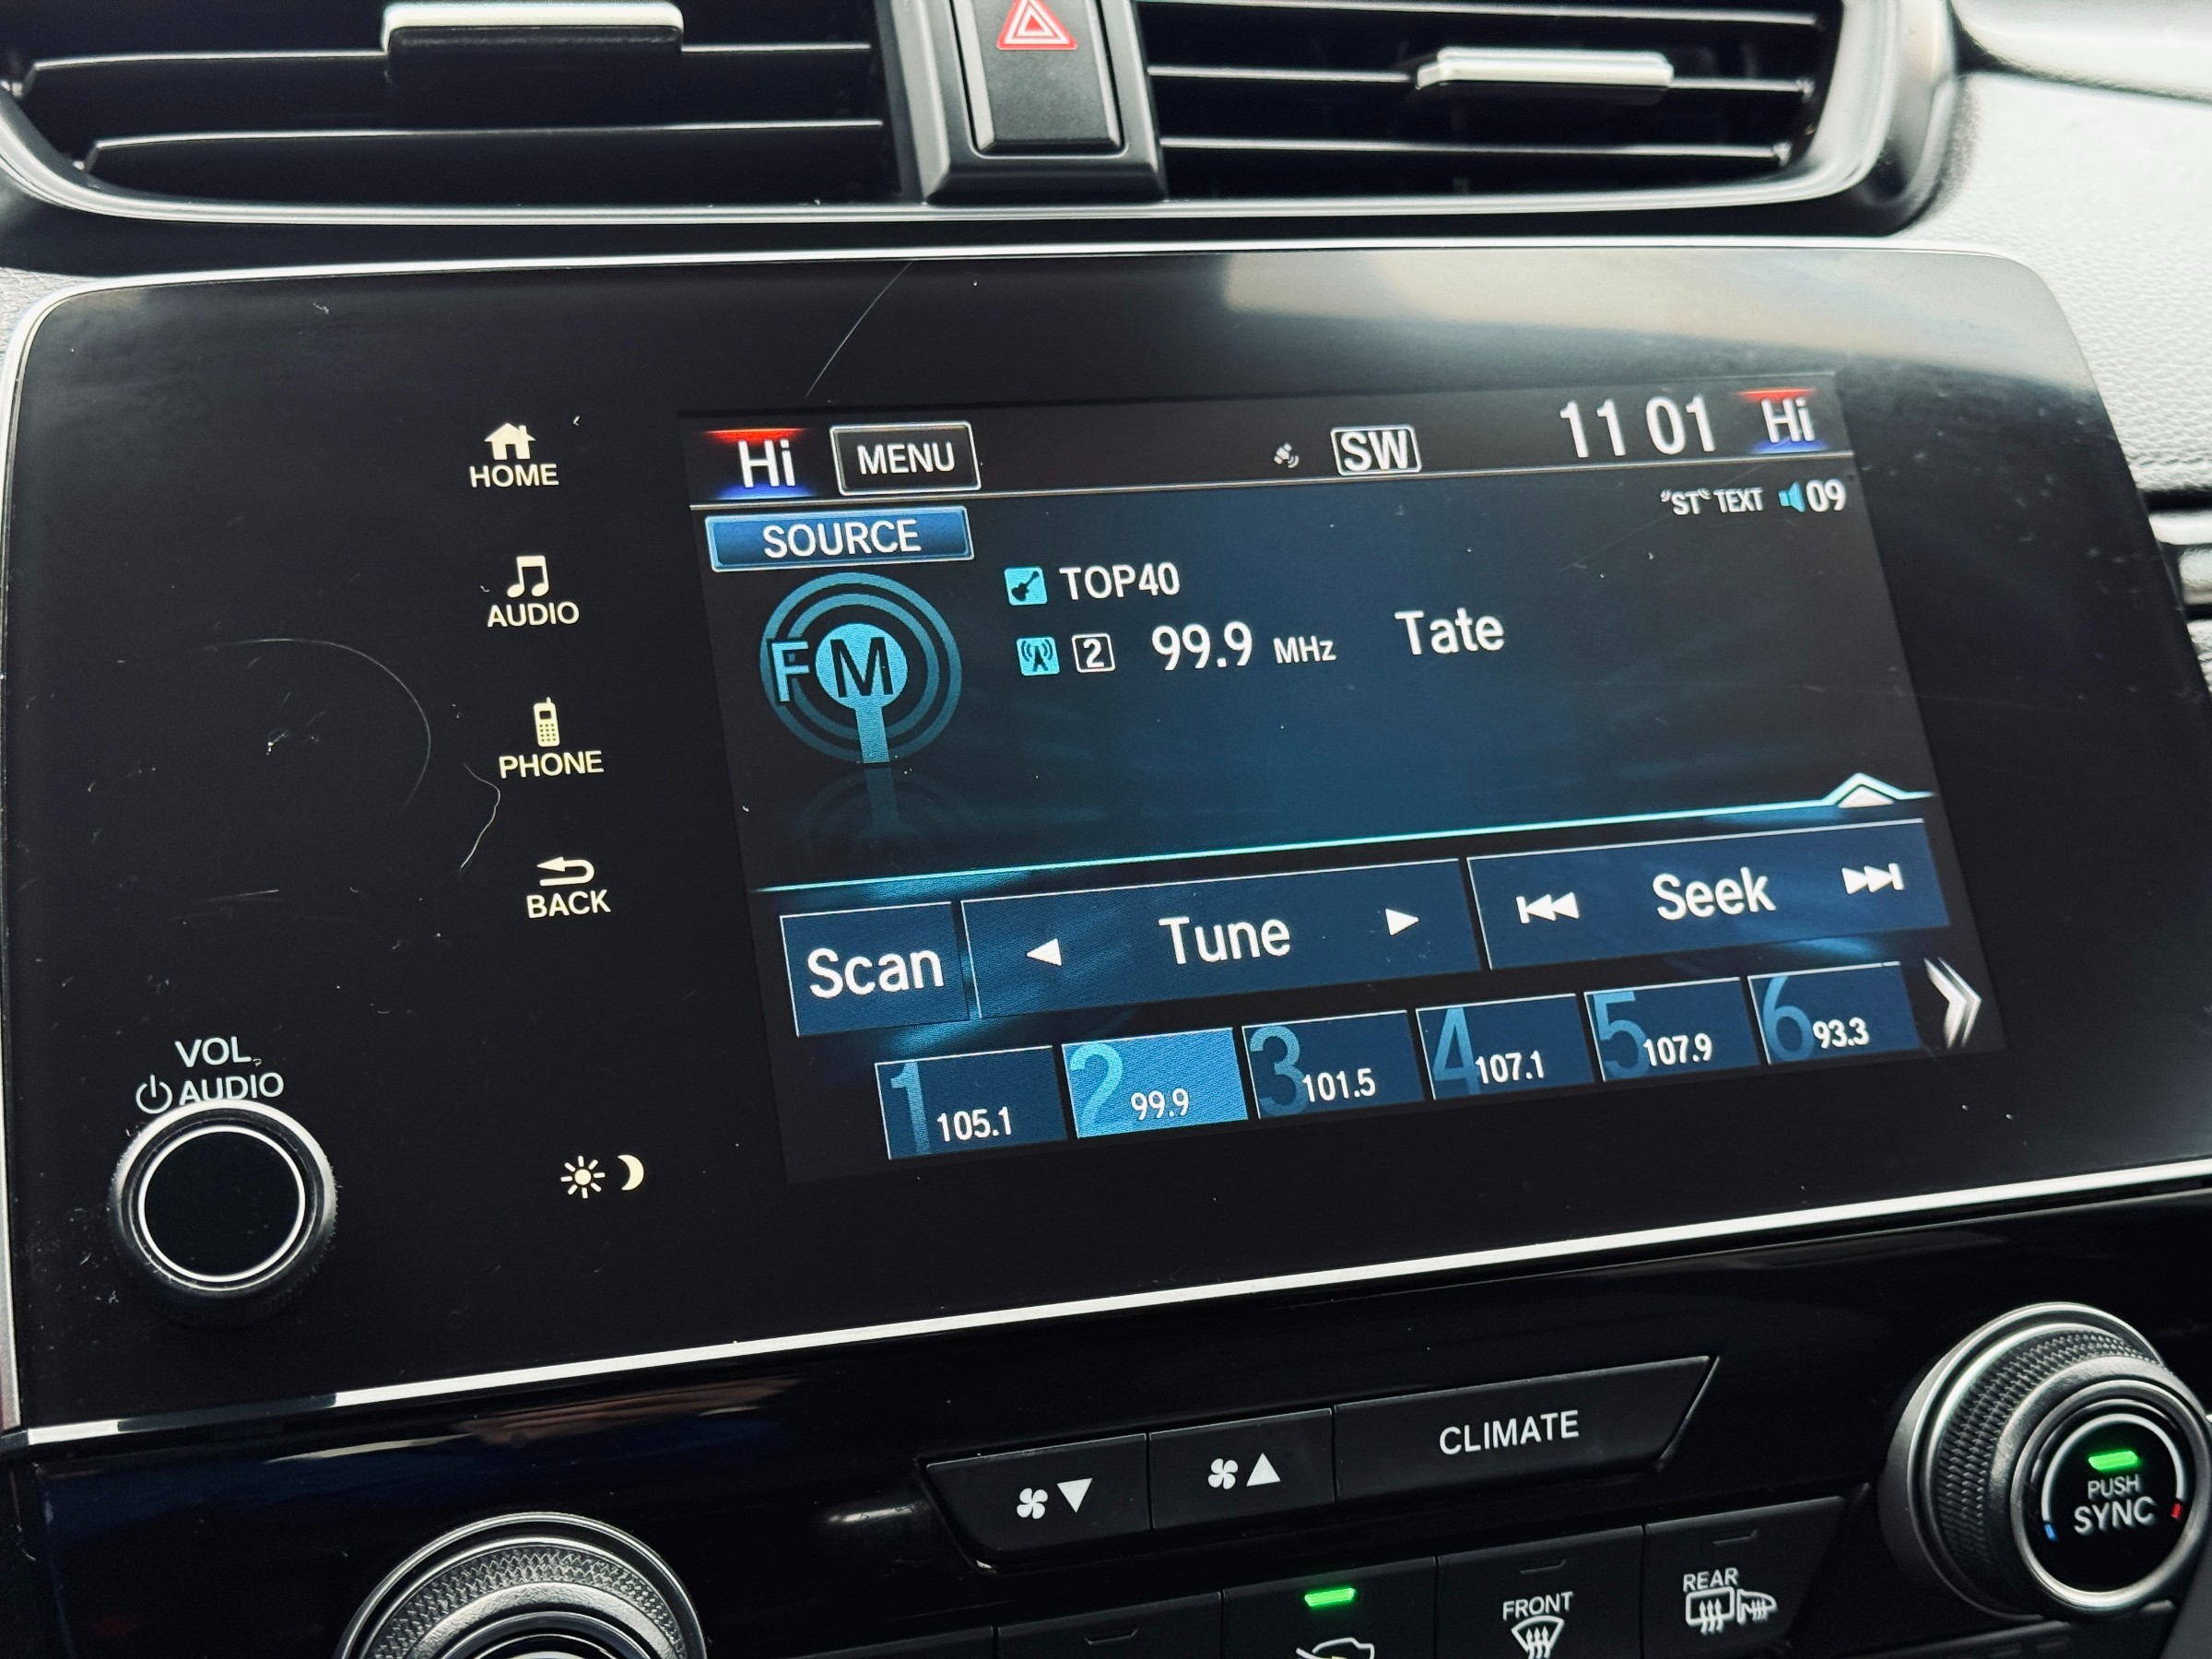 Hi MENU SW 11 01 Hi
HOME
SOURCE
"ST" TEXT 09
TOP40
AUDIO
FM
2 99.9 MHz Tate
PHONE
BACK
Scan Tune Seek
1 105.1 2 99.9 3 101.5 4 107.1 5 107.9 6 93.3
VOL
AUDIO
CLIMATE
PUSH
SYNC
FRONT
REAR